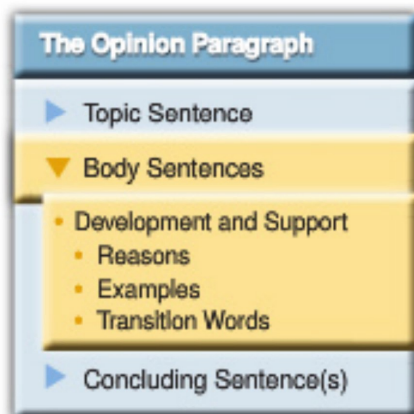 The Opinion Paragraph
Topic Sentence
Body Sentences
Development and Support
Reasons
Examples
Transition Words
Concluding Sentence(s)